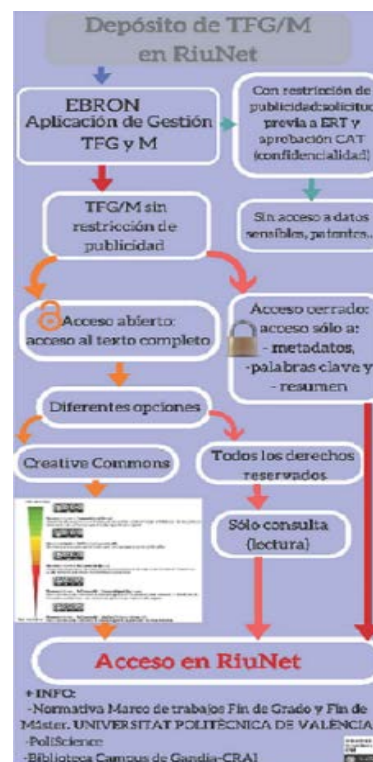 Depósito de TFG/M
en RiuNet
EBRON
Aplicación de Gestión
TFG y M
Con restricción de
publicidad:solicitud
previa a ERT y
aprobación CAT
(confidencialidad)
TFG/M sin
restricción de
publicidad
Sin acceso a datos
sensibles, patentes..
Acceso abierto:
acceso al texto completo
Acceso cerrado:
acceso sólo a:
- metadatos,
-palabras clave y
- resumen
Diferentes opciones
Creative Commons
Todos los derechos
reservados
Sólo consulta
(lectura)
Acceso en RiuNet
+ INFO:
-Normativa Marco de trabajos Fin de Grado y Fin de
Máster. UNIVERSITAT POLITÈCNICA DE VALÈNCIA
-PoliScience
-Biblioteca Campus de Gandia-CRAI